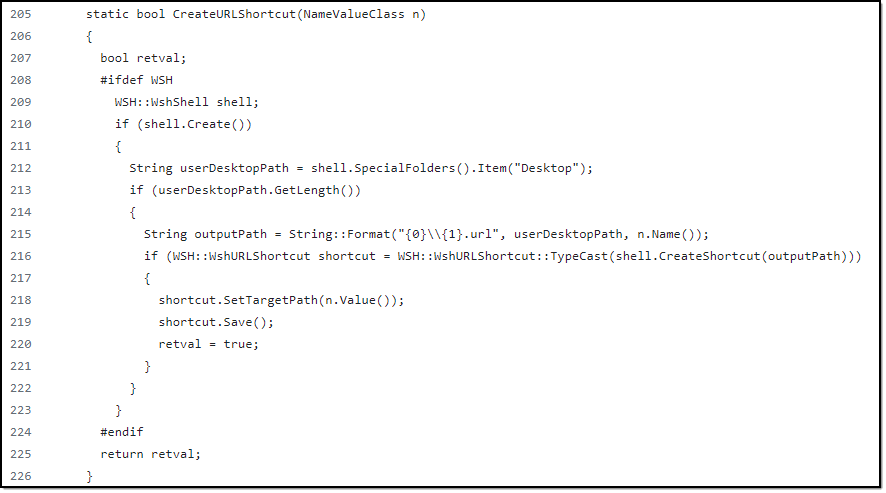 205 static bool CreateURLShortcut(NameValueClass n)
206 {
207 bool retval;
208 #ifdef WSH
209 WSH::WshShell shell;
210 if (shell.Create())
211 {
212 String userDesktopPath = shell.SpecialFolders().Item("Desktop");
213 if (userDesktopPath.GetLength())
214 {
215 String outputPath = String::Format("{0}\\{1}.url", userDesktopPath, n.Name());
216 if (WSH::WshURLShortcut shortcut = WSH::WshURLShortcut::TypeCast(shell.CreateShortcut(outputPath)))
217 {
218 shortcut.SetTargetPath(n.Value());
219 shortcut.Save();
220 retval = true;
221 }
222 }
223 }
224 #endif
225 return retval;
226 }